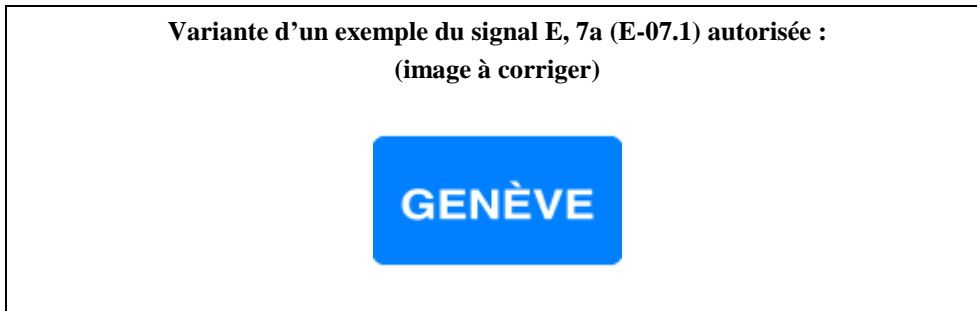 Variante d’un exemple du signal E, 7a (E-07.1) autorisée :
(image à corriger)
GENÈVE